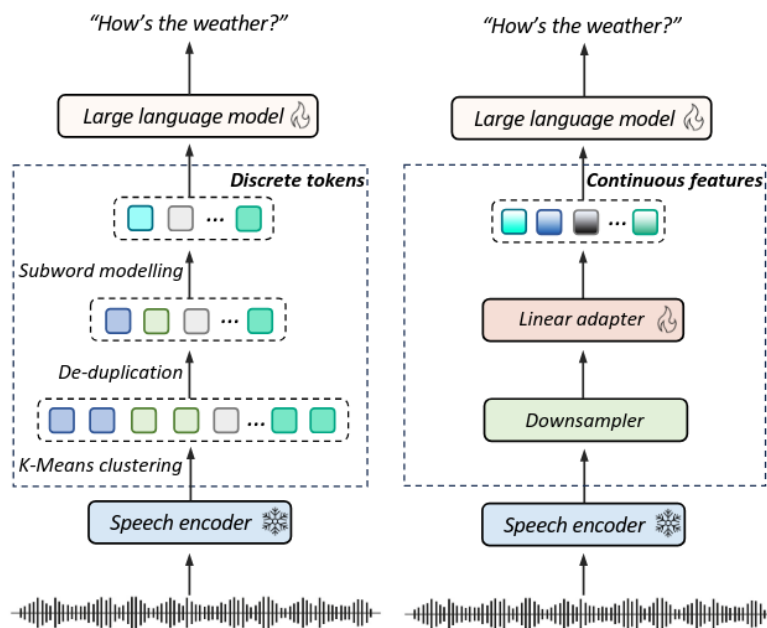 “How’s the weather?”
Large language model
Discrete tokens
...
Subword modelling
...
De-duplication
...
K-Means clustering
Speech encoder
“How’s the weather?”
Large language model
Continuous features
...
Linear adapter
Downsampler
Speech encoder